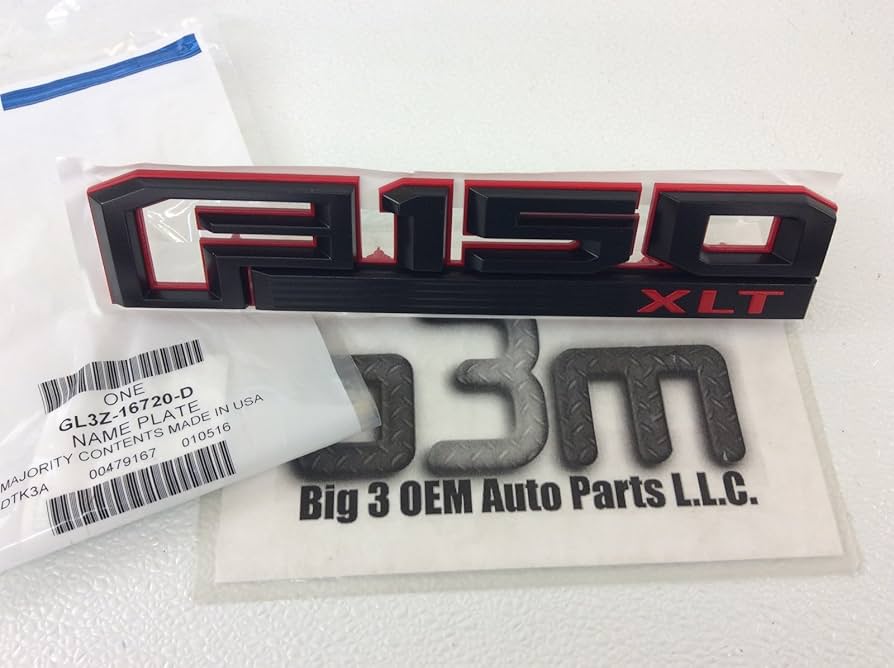 F150
XLT
ONE
GL3Z-16720-D
NAME PLATE
MAJORITY CONTENTS MADE IN USA
DTK3A 00479167 010516
b3m
Big 3 OEM Auto Parts L.L.C.